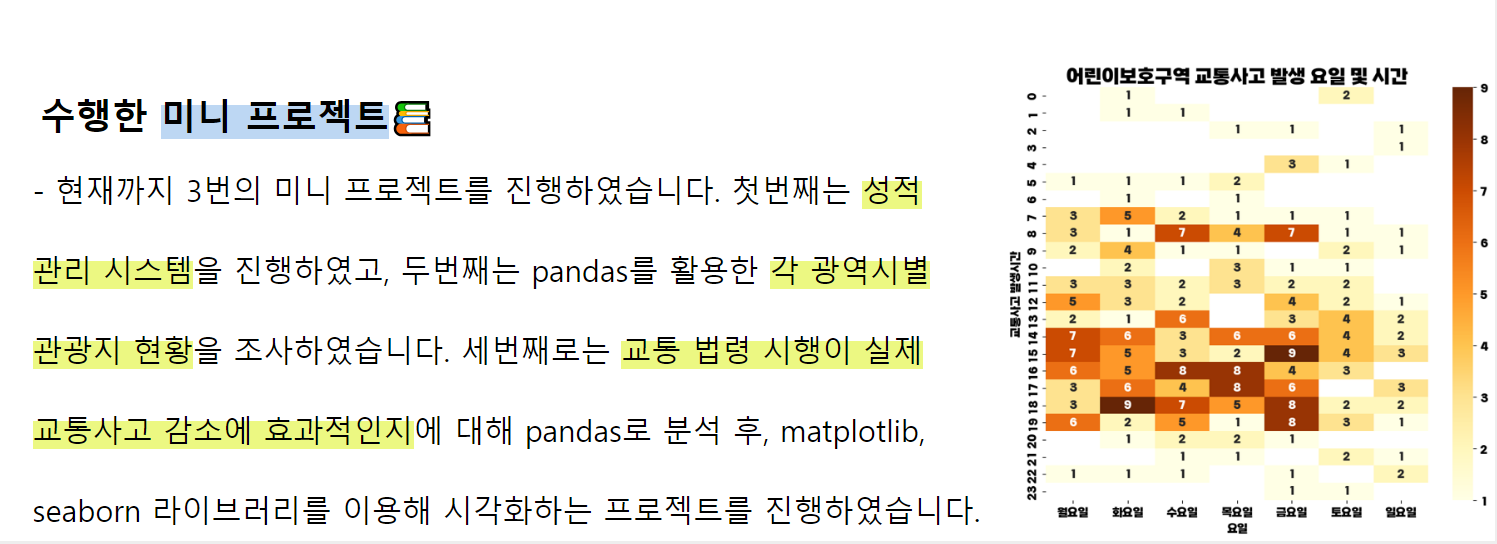 수행한 미니 프로젝트📚
- 현재까지 3번의 미니 프로젝트를 진행하였습니다. 첫번째는 성적
관리 시스템을 진행하였고, 두번째는 pandas를 활용한 각 광역시별
관광지 현황을 조사하였습니다. 세번째로는 교통 법령 시행이 실제
교통사고 감소에 효과적인지에 대해 pandas로 분석 후, matplotlib,
seaborn 라이브러리를 이용해 시각화하는 프로젝트를 진행하였습니다.
어린이보호구역 교통사고 발생 요일 및 시간
교통사고 발생시간
0 1 2
1 1 1
2 1 1 1
3 1
4 3 1
5 1 1 1 2
6 1 1
7 3 5 2 1 1 1
8 3 1 7 4 7 1 1
9 2 4 1 1 2 1
10 2 3 1 1
11 3 3 2 3 2 2
12 5 3 2 4 2 1
13 2 1 6 3 4 2
14 7 6 3 6 6 4 2
15 7 5 3 2 9 4 3
16 6 5 8 8 4 3
17 3 6 4 8 6 3
18 3 9 7 5 8 2 2
19 6 2 5 1 8 3 1
20 1 2 2 1
21 1 1 2 1
22 1 1 1 1 2
23 1 1
월요일 화요일 수요일 목요일 금요일 토요일 일요일
요일
9
8
7
6
5
4
3
2
1